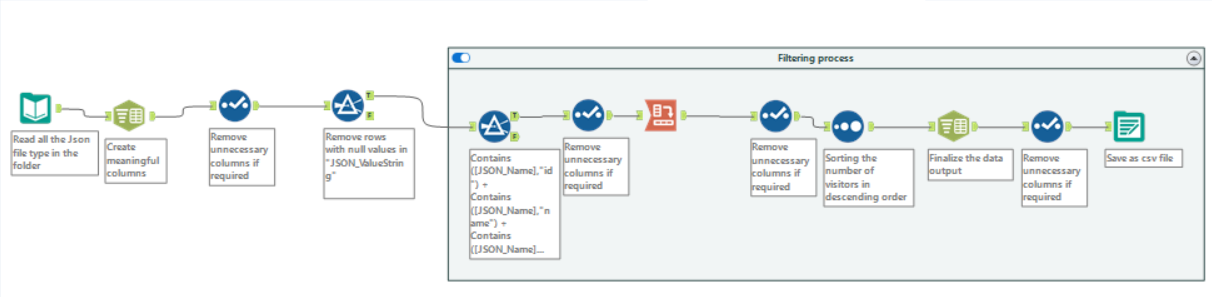 Filtering process
Read all the Json
file type in the
folder
Create
meaningful
columns
Remove
unnecessary
columns if
required
T
F
Remove rows
with null values in
"JSON_ValueStrin
g"
T
F
Contains
([JSON_Name],"id
") +
Contains
([JSON_Name],"n
ame") +
Contains
([JSON_Name]...
Remove
unnecessary
columns if
required
Remove
unnecessary
columns if
required
Sorting the
number of
visitors in
descending order
Finalize the data
output
Remove
unnecessary
columns if
required
Save as csv file